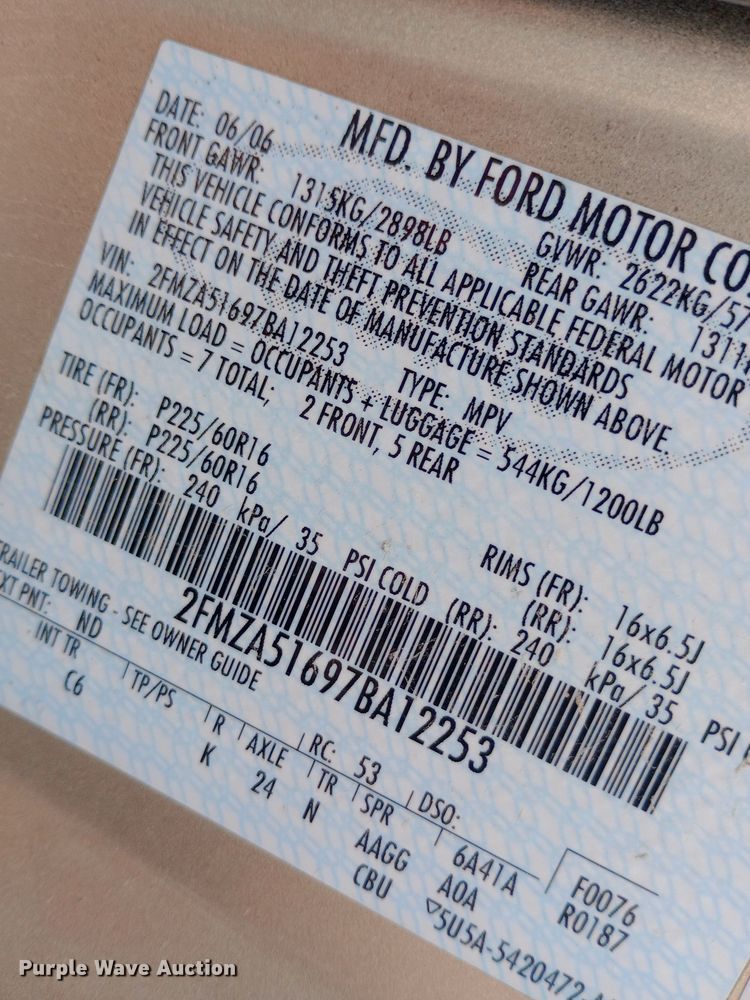 MFD. BY FORD MOTOR CO
DATE: 06/06 GVWR: 2622KG/57
FRONT GAWR: 1315KG/2898LB REAR GAWR: 1311
THIS VEHICLE CONFORMS TO ALL APPLICABLE FEDERAL MOTOR
VEHICLE SAFETY AND THEFT PREVENTION STANDARDS
IN EFFECT ON THE DATE OF MANUFACTURE SHOWN ABOVE.
VIN: 2FMZA51697BA12253 TYPE: MPV
MAXIMUM LOAD = OCCUPANTS + LUGGAGE = 544KG/1200LB
OCCUPANTS = 7 TOTAL; 2 FRONT, 5 REAR
TIRE (FR): P225/60R16 RIMS (FR): 16x6.5J
(RR): P225/60R16 (RR): 16x6.5J
PRESSURE (FR): 240 kPa/ 35 PSI COLD (RR): 240 kPa/ 35 PSI
TRAILER TOWING - SEE OWNER GUIDE
2FMZA51697BA12253
XT PNT: ND RC: 53 DSO:
INT TR TP/PS R AXLE TR SPR 6A41A F0076
C6 K 24 N AAGG A0A R0187
CBU ▽5U5A-5420472-A
Purple Wave Auction